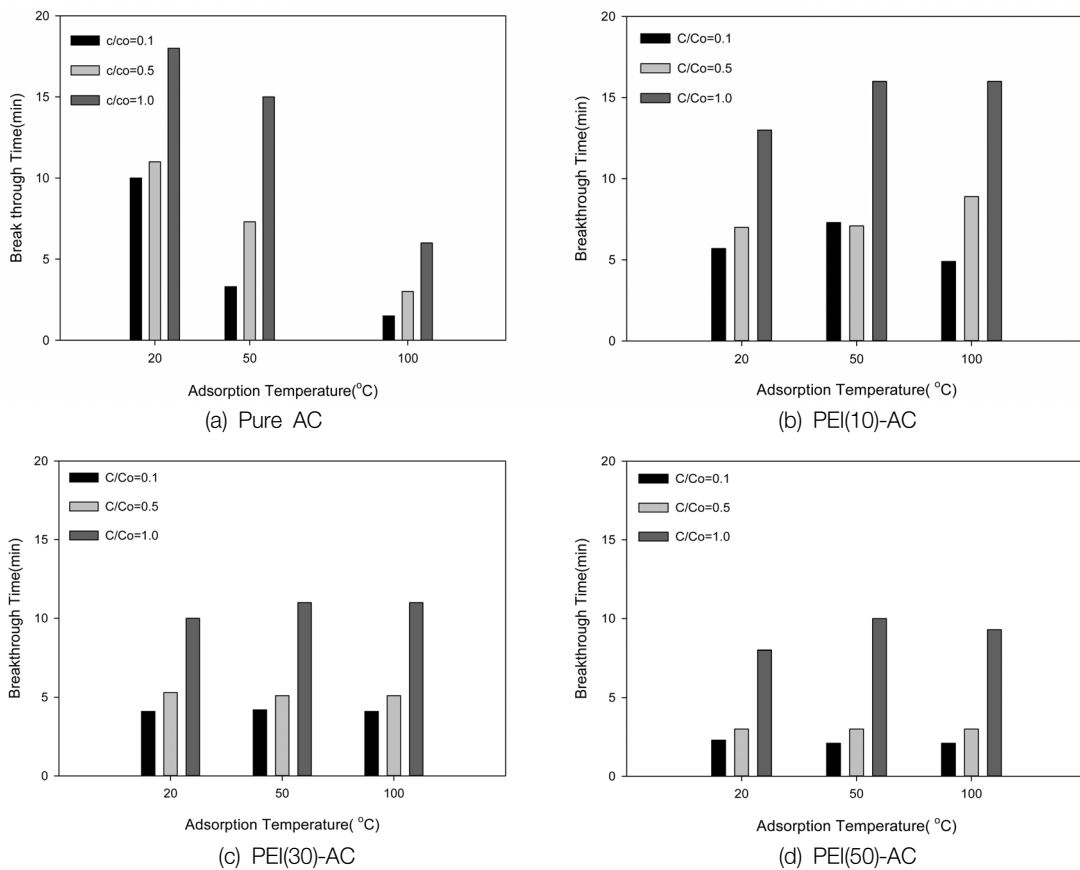 20
15
10
5
0
Break through Time(min)
c/co=0.1
c/co=0.5
c/co=1.0
20 50 100
Adsorption Temperature(°C)
(a) Pure AC
20
15
10
5
0
Breakthrough Time(min)
C/Co=0.1
C/Co=0.5
C/Co=1.0
20 50 100
Adsorption Temperature( °C)
(b) PEI(10)-AC
20
15
10
5
0
Breakthrough Time(min)
C/Co=0.1
C/Co=0.5
C/Co=1.0
20 50 100
Adsorption Temperature( °C)
(c) PEI(30)-AC
20
15
10
5
0
Breakthrough Time(min)
C/Co=0.1
C/Co=0.5
C/Co=1.0
20 50 100
Adsorption Temperature( °C)
(d) PEI(50)-AC